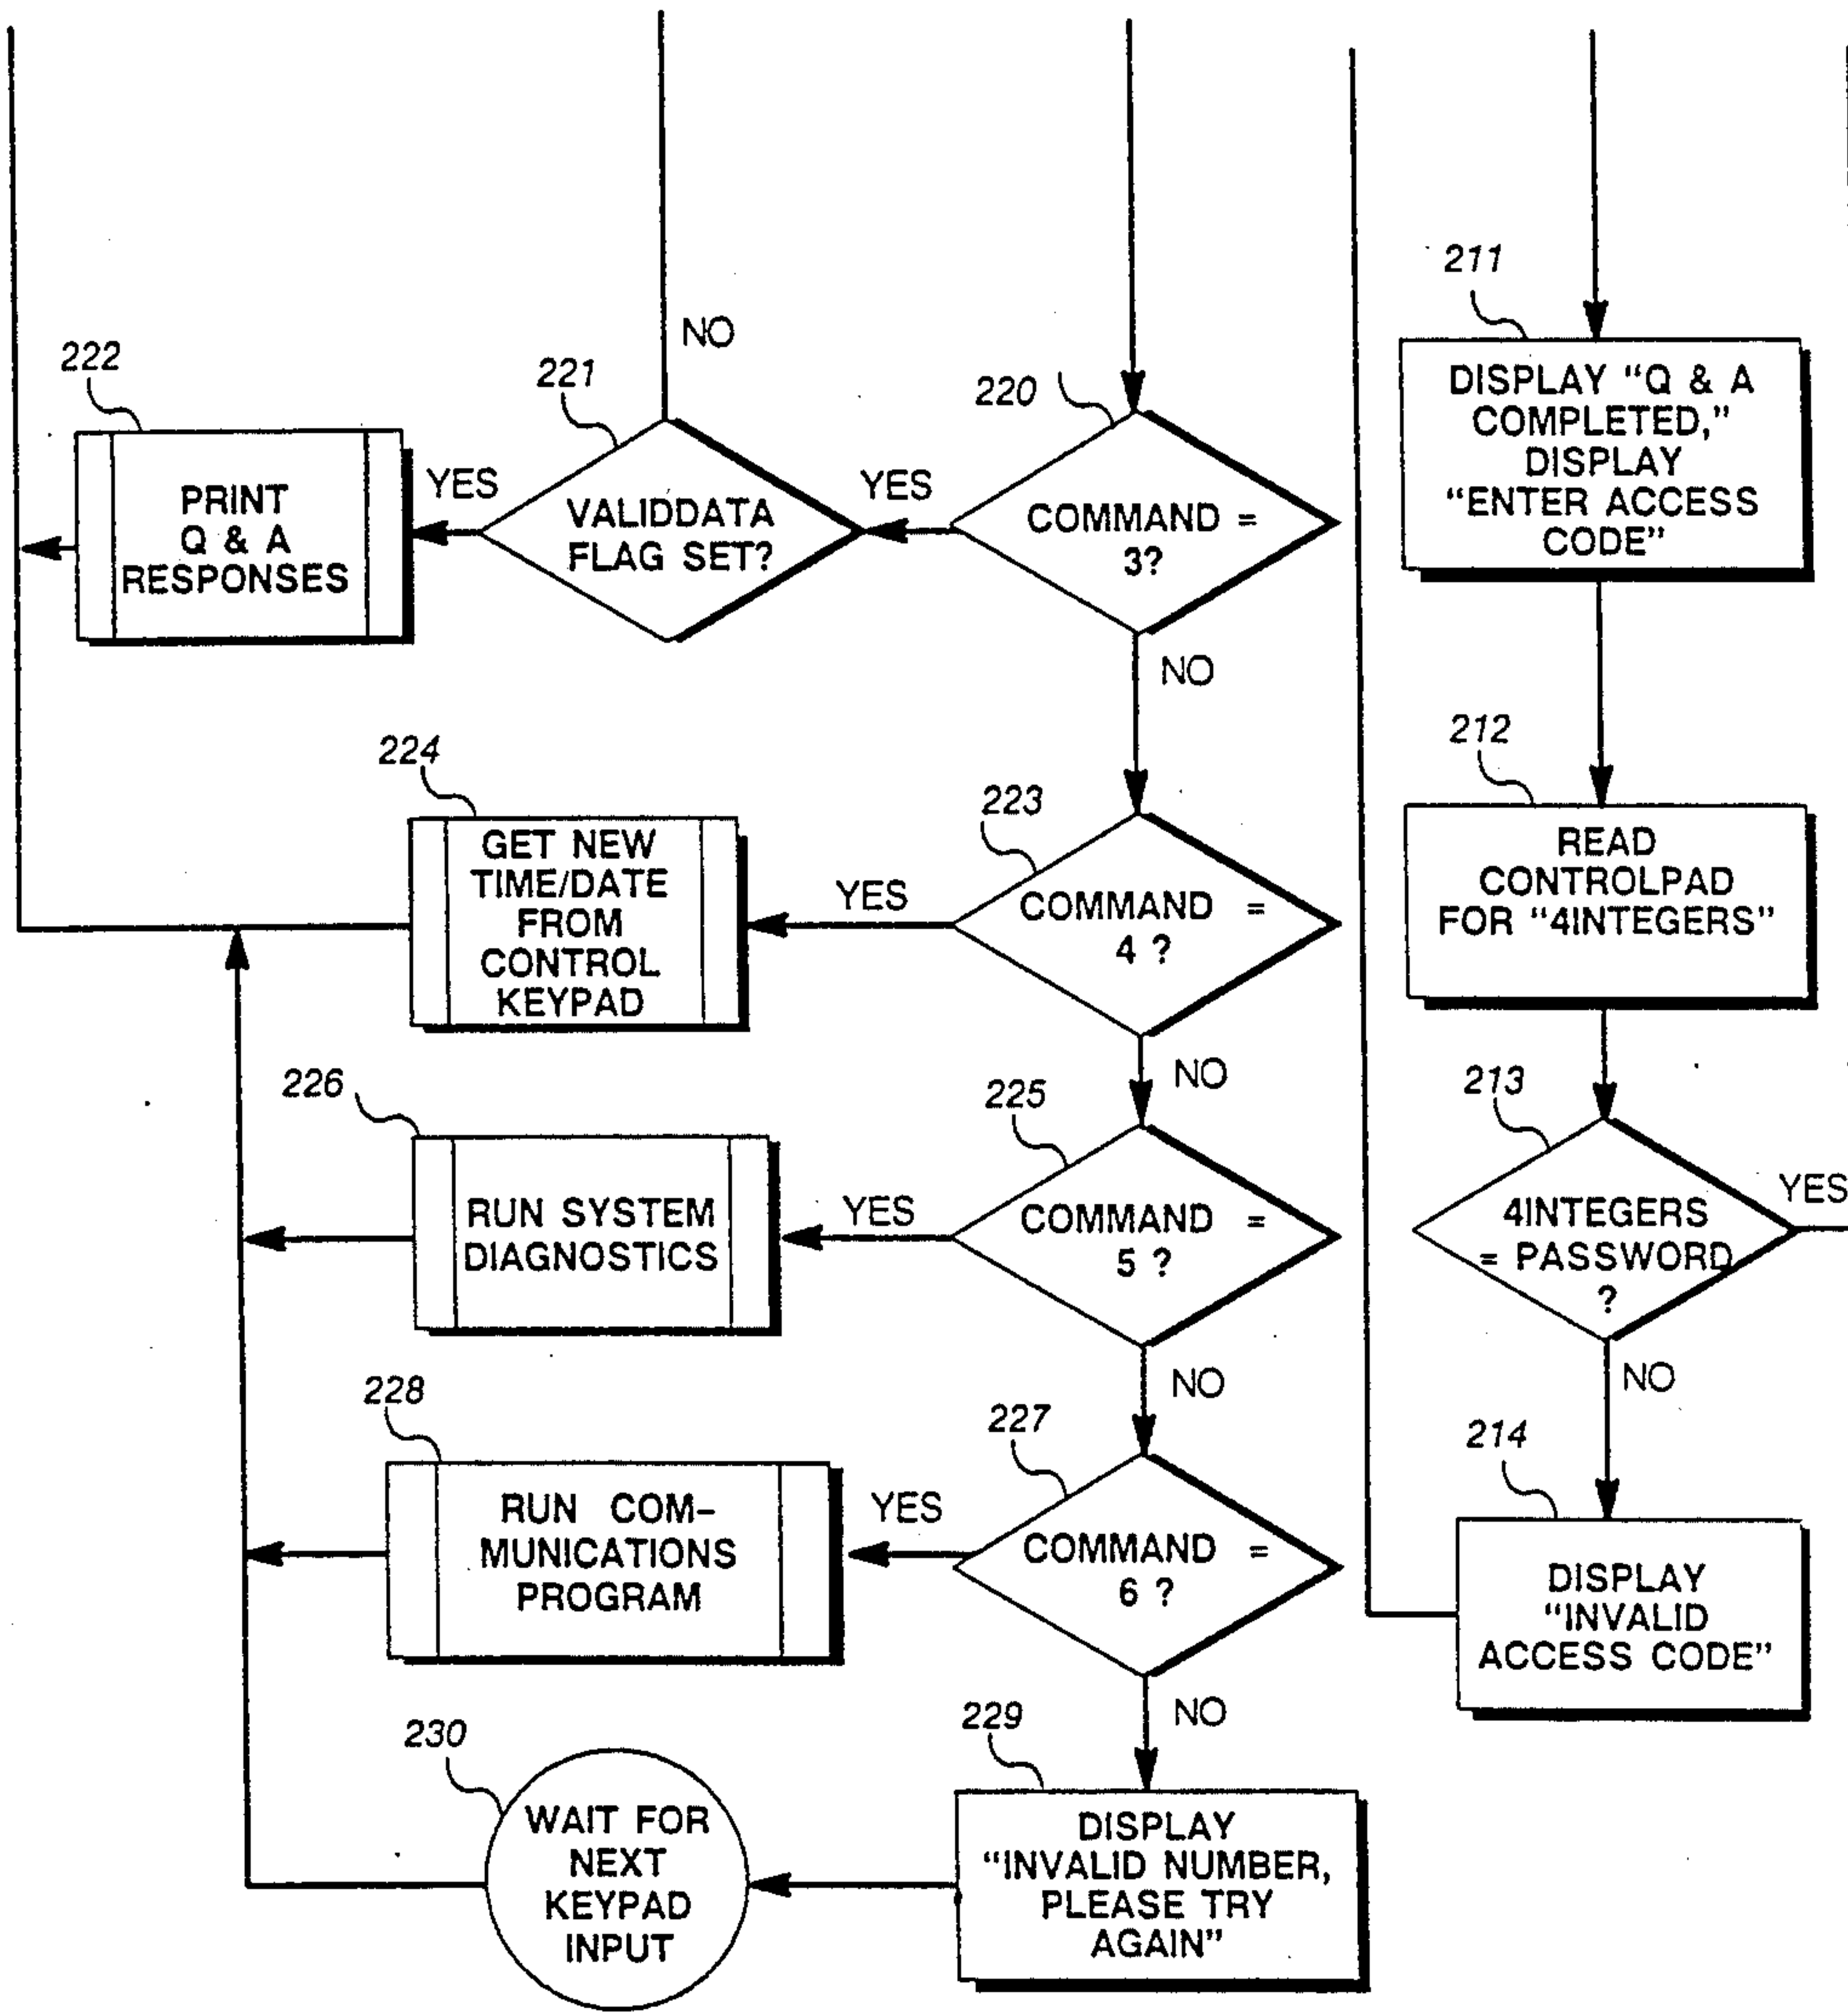 NO
222
221
220
PRINT
Q & A
RESPONSES
YES
VALIDDATA
FLAG SET?
YES
COMMAND =
3?
NO
224
GET NEW
TIME/DATE
FROM
CONTROL
KEYPAD
YES
223
COMMAND =
4 ?
NO
226
RUN SYSTEM
DIAGNOSTICS
YES
225
COMMAND =
5 ?
NO
228
RUN COM-
MUNICATIONS
PROGRAM
YES
227
COMMAND =
6 ?
NO
230
WAIT FOR
NEXT
KEYPAD
INPUT
229
DISPLAY
“INVALID NUMBER,
PLEASE TRY
AGAIN”
211
DISPLAY “Q & A
COMPLETED,”
DISPLAY
“ENTER ACCESS
CODE”
212
READ
CONTROLPAD
FOR “4INTEGERS”
213
4INTEGERS
= PASSWORD
?
YES
NO
214
DISPLAY
“INVALID
ACCESS CODE”